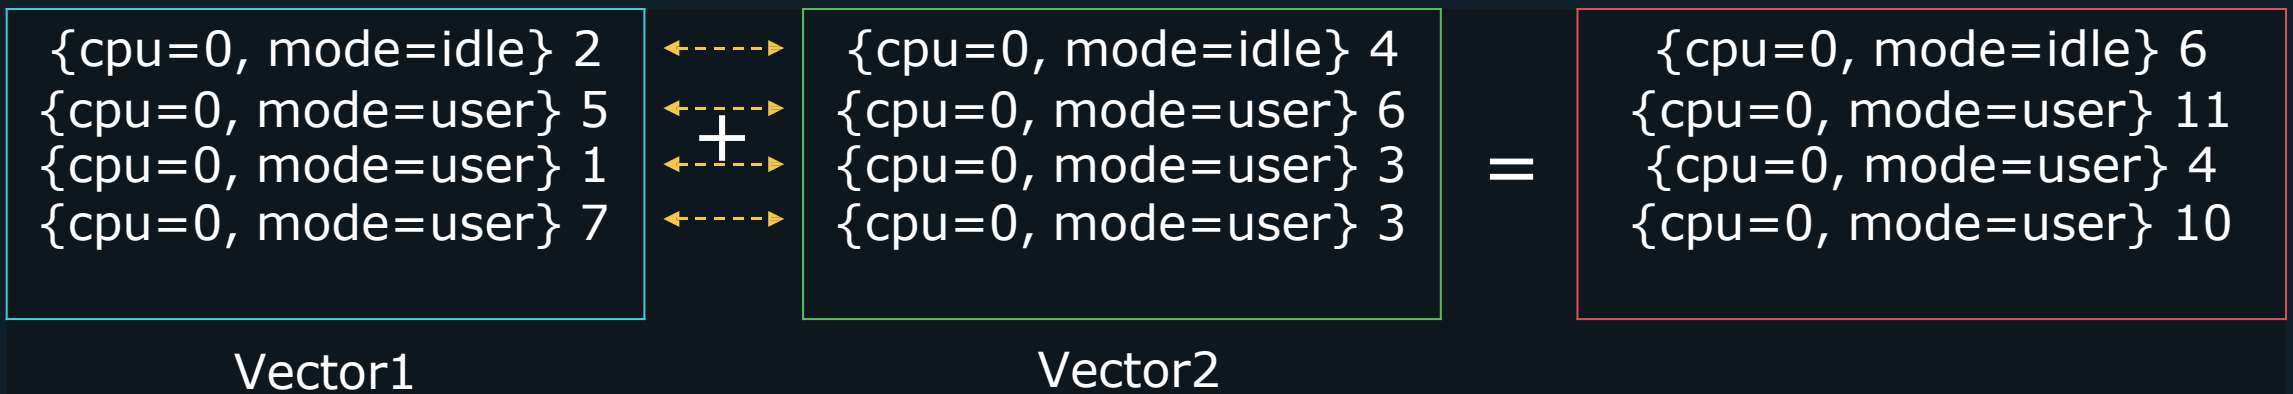 {cpu=0, mode=idle} 2
{cpu=0, mode=user} 5
{cpu=0, mode=user} 1
{cpu=0, mode=user} 7
Vector1
+
{cpu=0, mode=idle} 4
{cpu=0, mode=user} 6
{cpu=0, mode=user} 3
{cpu=0, mode=user} 3
Vector2
=
{cpu=0, mode=idle} 6
{cpu=0, mode=user} 11
{cpu=0, mode=user} 4
{cpu=0, mode=user} 10